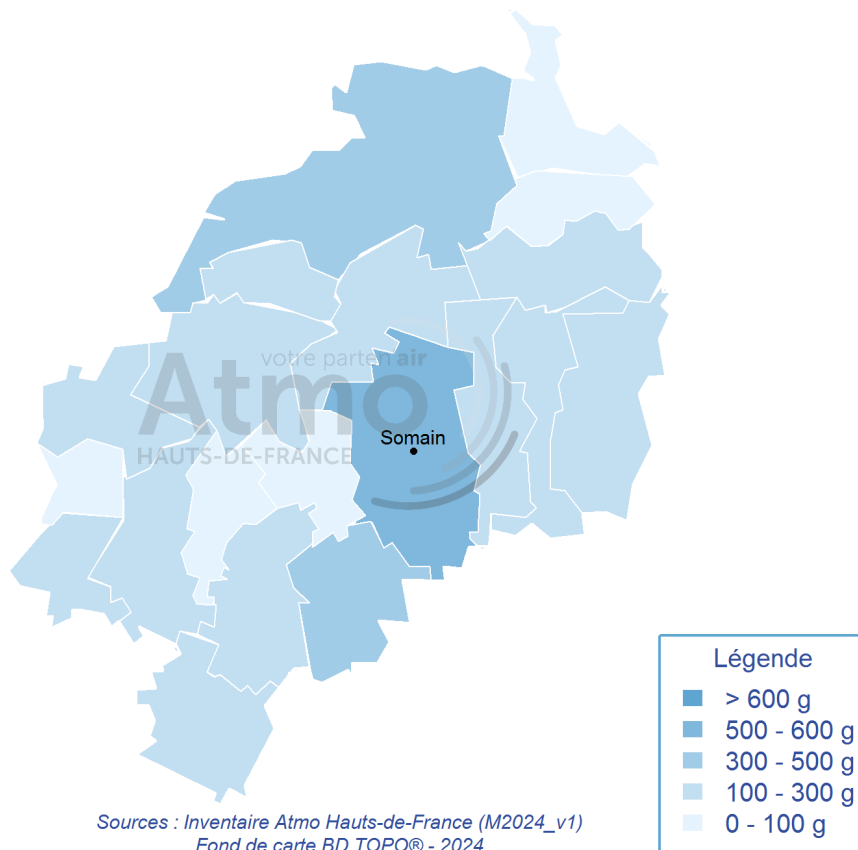 votre parten'air
Atmo
HAUTS-DE-FRANCE
Somain
Légende
> 600 g
500 - 600 g
300 - 500 g
100 - 300 g
0 - 100 g
Sources : Inventaire Atmo Hauts-de-France (M2024_v1)
Fond de carte BD TOPO® - 2024